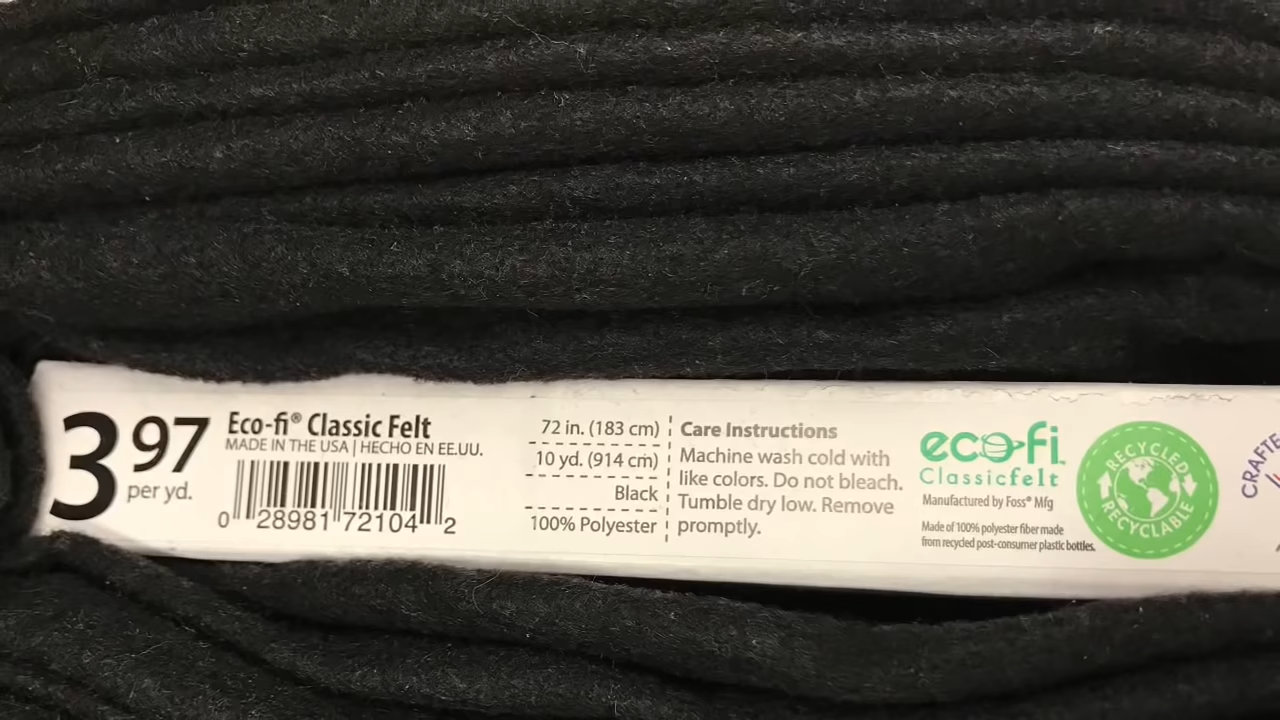 3 97
per yd.
Eco-fi® Classic Felt
MADE IN THE USA | HECHO EN EE.UU.
0 28981 72104 2
72 in. (183 cm)
10 yd. (914 cm)
Black
100% Polyester
Care Instructions
Machine wash cold with
like colors. Do not bleach.
Tumble dry low. Remove
promptly.
eco-fi™
Classicfelt
Manufactured by Foss® Mfg
Made of 100% polyester fiber made
from recycled post-consumer plastic bottles.
RECYCLED
RECYCLABLE
CRAFTE